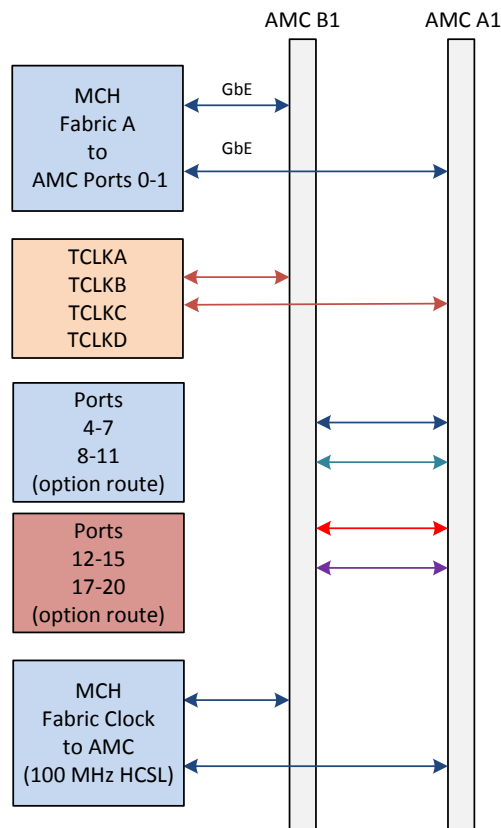 AMC B1
AMC A1
MCH
Fabric A
to
AMC Ports 0-1
GbE
GbE
TCLKA
TCLKB
TCLKC
TCLKD
Ports
4-7
8-11
(option route)
Ports
12-15
17-20
(option route)
MCH
Fabric Clock
to AMC
(100 MHz HCSL)